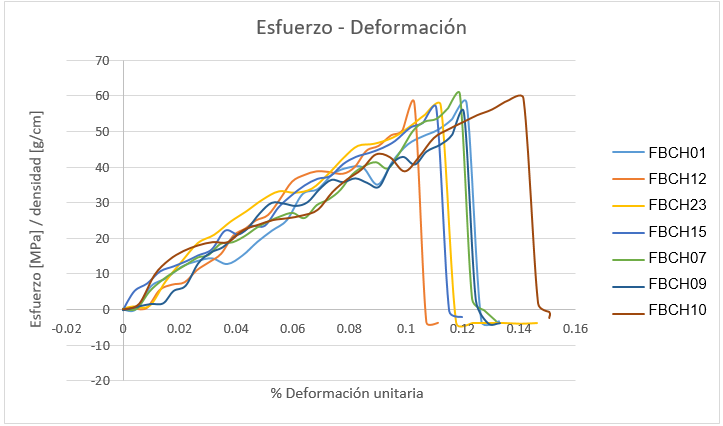 Esfuerzo - Deformación
Esfuerzo [MPa] / densidad [g/cm]
70
60
50
40
30
20
10
0
-10
-20
-0.02
0
0.02
0.04
0.06
0.08
0.1
0.12
0.14
0.16
% Deformación unitaria
FBCH01
FBCH12
FBCH23
FBCH15
FBCH07
FBCH09
FBCH10